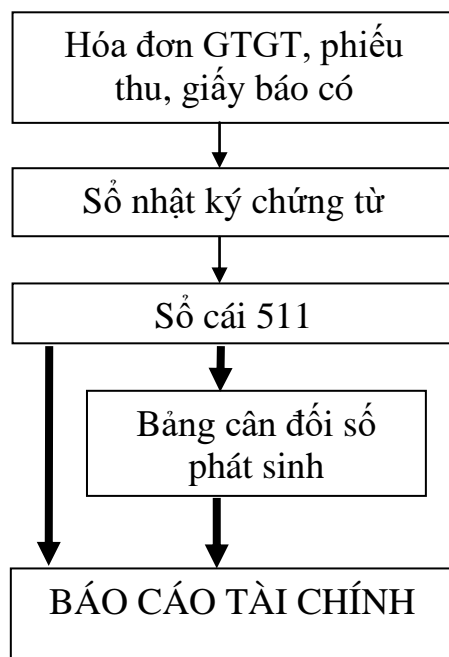 Hóa đơn GTGT, phiếu
thu, giấy báo có
Sổ nhật ký chứng từ
Sổ cái 511
Bảng cân đối số
phát sinh
BÁO CÁO TÀI CHÍNH